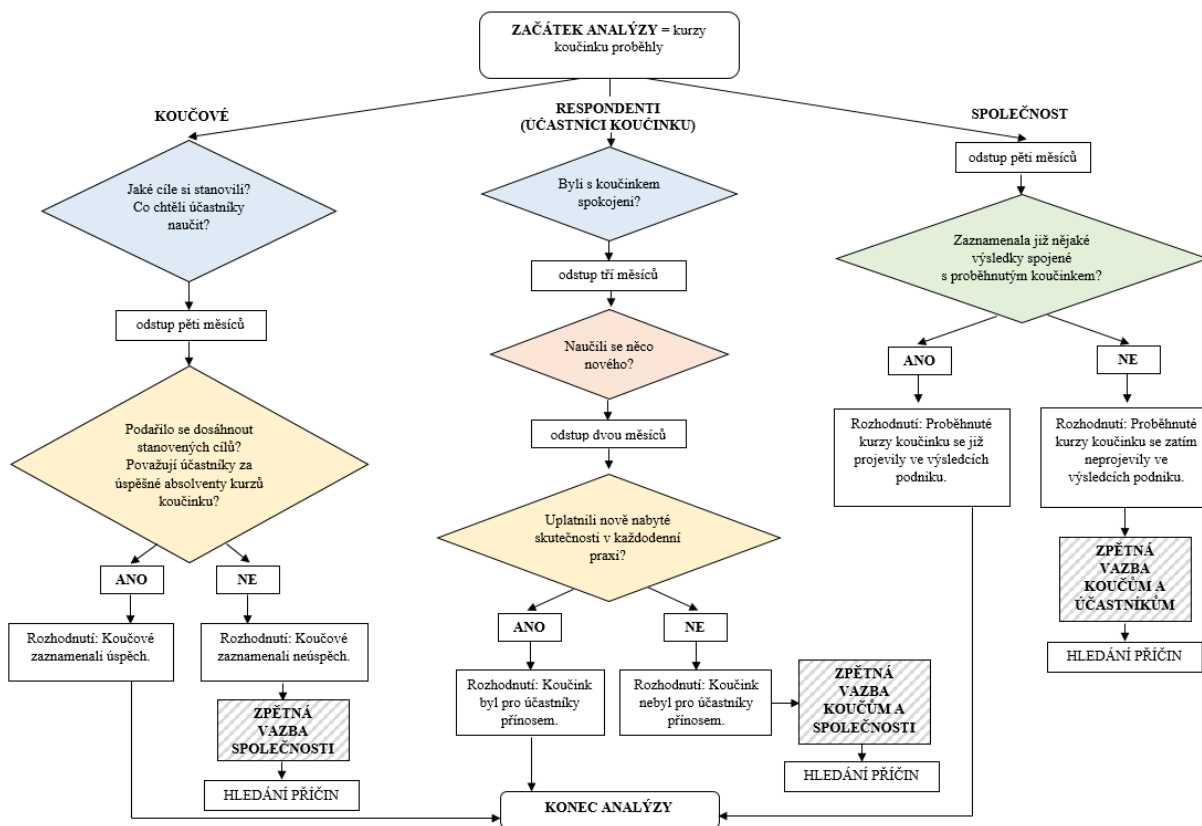 ZAČÁTEK ANALÝZY = kurzy
koučinku proběhly
KOUČOVÉ
Jaké cíle si stanovili?
Co chtěli účastníky
naučit?
odstup pěti měsíců
Podařilo se dosáhnout
stanovených cílů?
Považují účastníky za
úspěšné absolventy kurzů
koučinku?
ANO
NE
Rozhodnutí: Koučové
zaznamenali úspěch.
Rozhodnutí: Koučové
zaznamenali neúspěch.
ZPĚTNÁ
VAZBA
SPOLEČNOSTI
HLEDÁNÍ PŘÍČIN
RESPONDENTI
(ÚČASTNÍCI KOUČINKU)
Byli s koučinkem
spokojeni?
odstup tří měsíců
Naučili se něco
nového?
odstup dvou měsíců
Uplatnili nově nabyté
skutečnosti v každodenní
praxi?
ANO
NE
Rozhodnutí: Koučink
byl pro účastníky
přínosem.
Rozhodnutí: Koučink
nebyl pro účastníky
přínosem.
ZPĚTNÁ
VAZBA
KOUČŮM A
SPOLEČNOSTI
HLEDÁNÍ PŘÍČIN
SPOLEČNOST
odstup pěti měsíců
Zaznamenala již nějaké
výsledky spojené
s proběhnutým koučinkem?
ANO
NE
Rozhodnutí: Proběhnuté
kurzy koučinku se již
projevily ve výsledcích
podniku.
Rozhodnutí: Proběhnuté
kurzy koučinku se zatím
neprojevily ve
výsledcích podniku.
ZPĚTNÁ
VAZBA
KOUČŮM A
ÚČASTNÍKŮM
HLEDÁNÍ PŘÍČIN
KONEC ANALÝZY